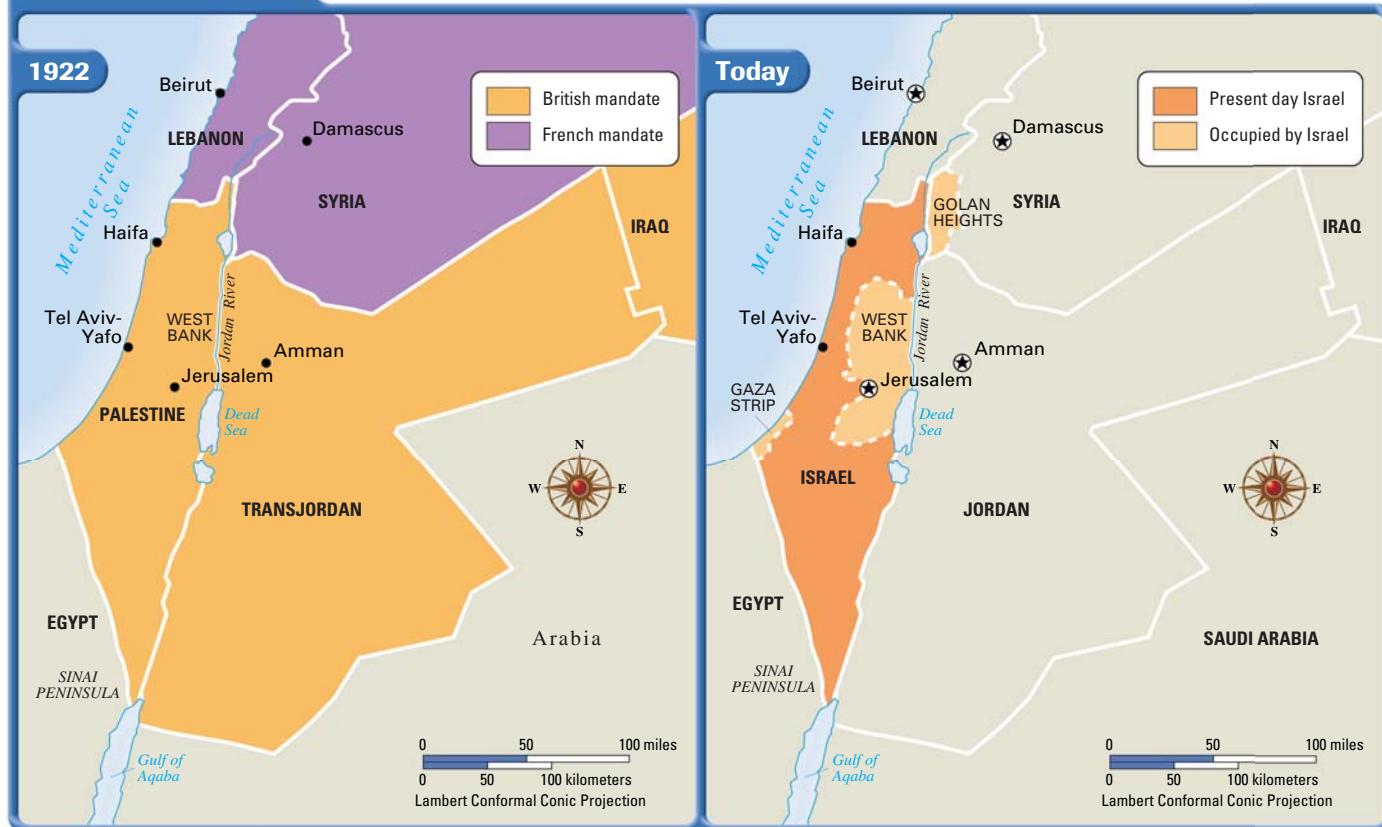 1922
Beirut
LEBANON
Damascus
British mandate
French mandate
Mediterranean
Sea
SYRIA
Haifa
IRAQ
Tel Aviv-
Yafo
WEST
BANK
Jordan River
Amman
Jerusalem
PALESTINE
Dead
Sea
N
W
E
S
TRANSJORDAN
EGYPT
Arabia
SINAI
PENINSULA
Gulf of
Aqaba
0 50 100 miles
0 50 100 kilometers
Lambert Conformal Conic Projection
Today
Beirut
LEBANON
Damascus
Present day Israel
Occupied by Israel
Mediterranean
Sea
GOLAN
HEIGHTS
SYRIA
Haifa
IRAQ
Tel Aviv-
Yafo
WEST
BANK
Jordan River
Amman
Jerusalem
GAZA
STRIP
Dead
Sea
N
W
E
S
ISRAEL
JORDAN
EGYPT
SAUDI ARABIA
SINAI
PENINSULA
Gulf of
Aqaba
0 50 100 miles
0 50 100 kilometers
Lambert Conformal Conic Projection